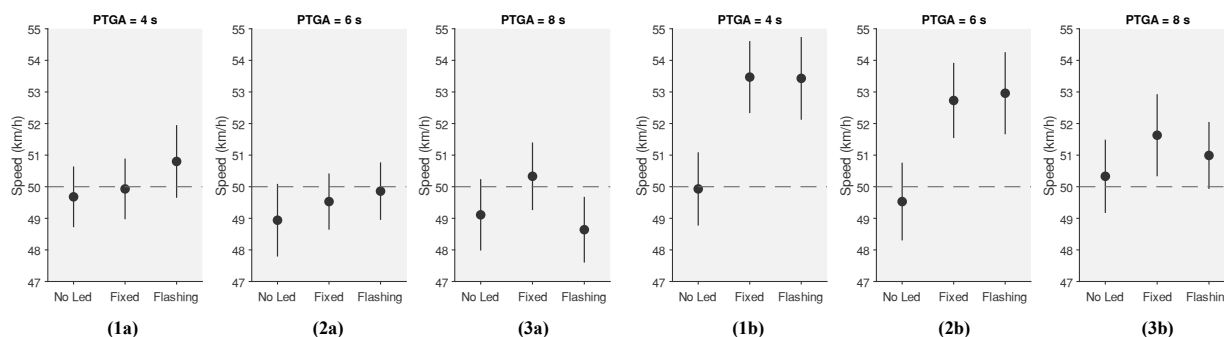 PTGA = 4 s
55
54
53
52
51
50
49
48
47
Speed (km/h)
No Led Fixed Flashing
(1a)
PTGA = 6 s
55
54
53
52
51
50
49
48
47
Speed (km/h)
No Led Fixed Flashing
(2a)
PTGA = 8 s
55
54
53
52
51
50
49
48
47
Speed (km/h)
No Led Fixed Flashing
(3a)
PTGA = 4 s
55
54
53
52
51
50
49
48
47
Speed (km/h)
No Led Fixed Flashing
(1b)
PTGA = 6 s
55
54
53
52
51
50
49
48
47
Speed (km/h)
No Led Fixed Flashing
(2b)
PTGA = 8 s
55
54
53
52
51
50
49
48
47
Speed (km/h)
No Led Fixed Flashing
(3b)